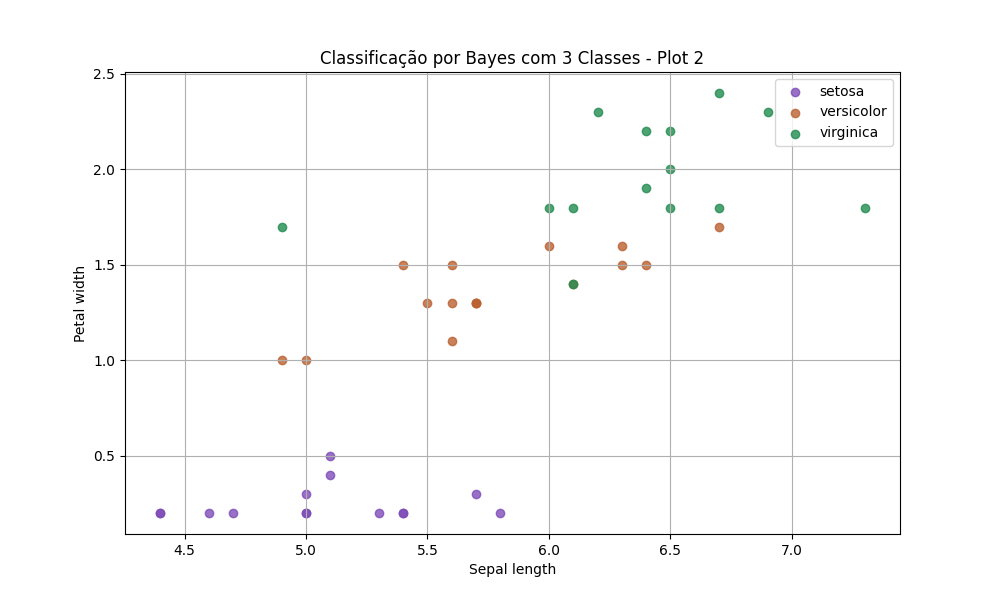 Classificação por Bayes com 3 Classes - Plot 2
2.5
2.0
1.5
1.0
0.5
Petal width
setosa
versicolor
virginica
4.5 5.0 5.5 6.0 6.5 7.0
Sepal length